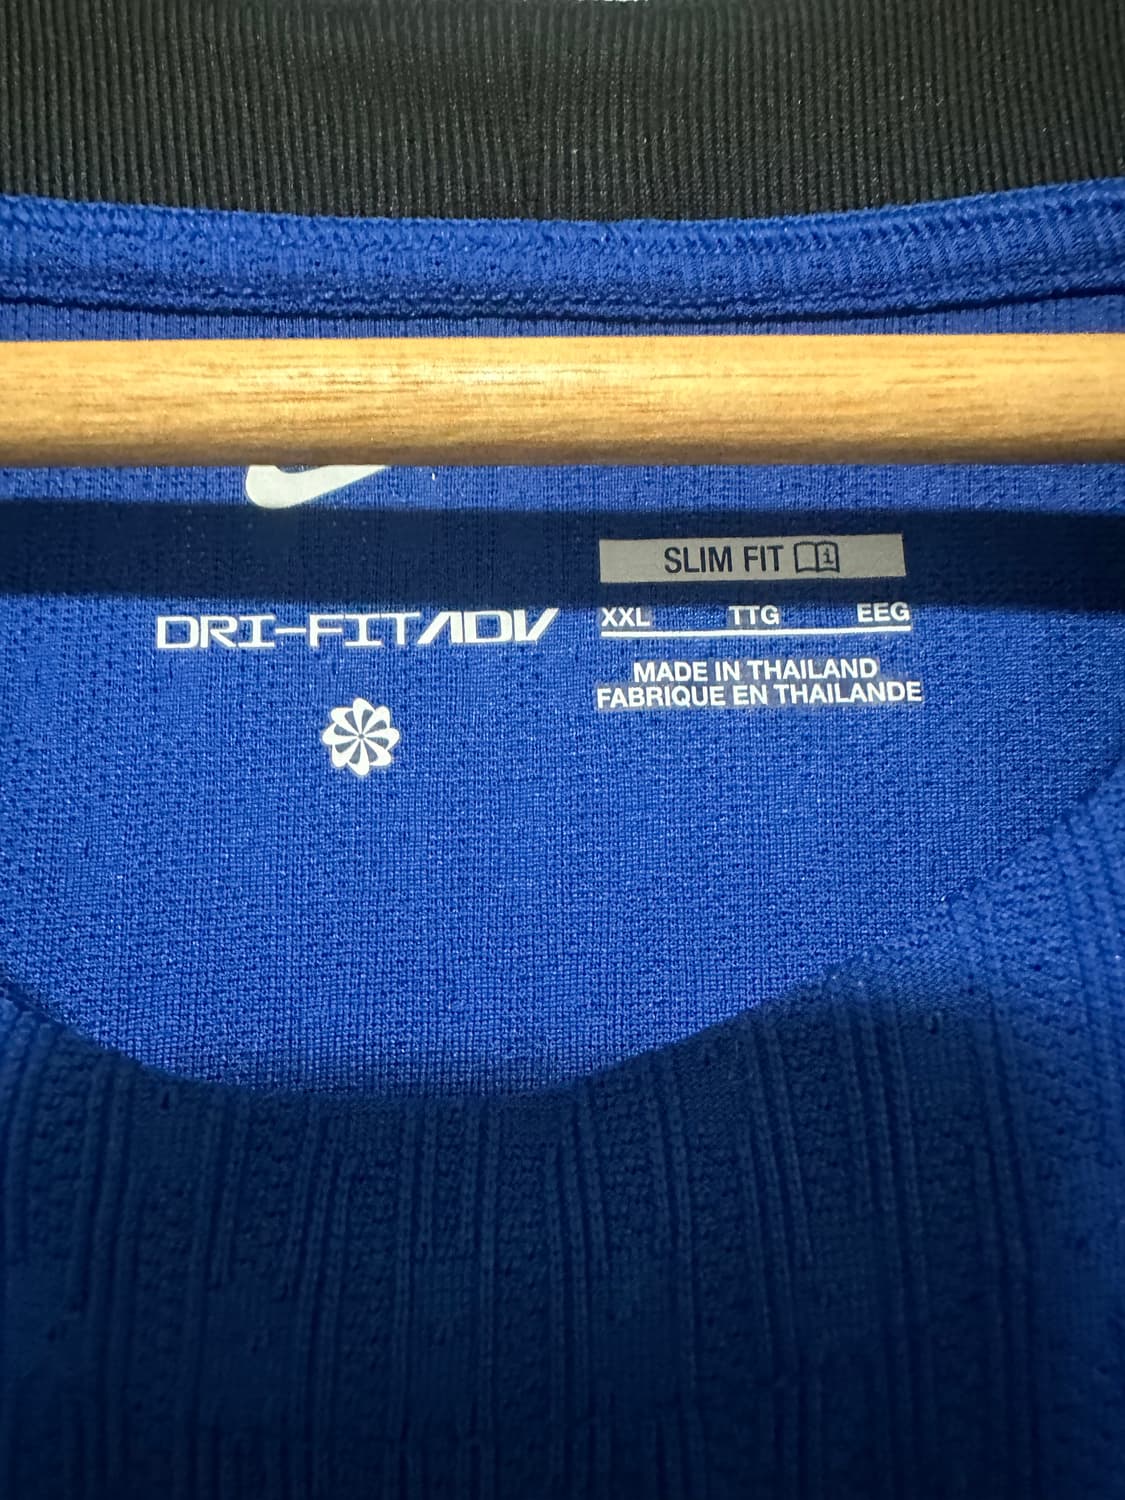 SLIM FIT
XXL TTG EEG
DRI-FIT ADV
MADE IN THAILAND
FABRIQUE EN THAILANDE